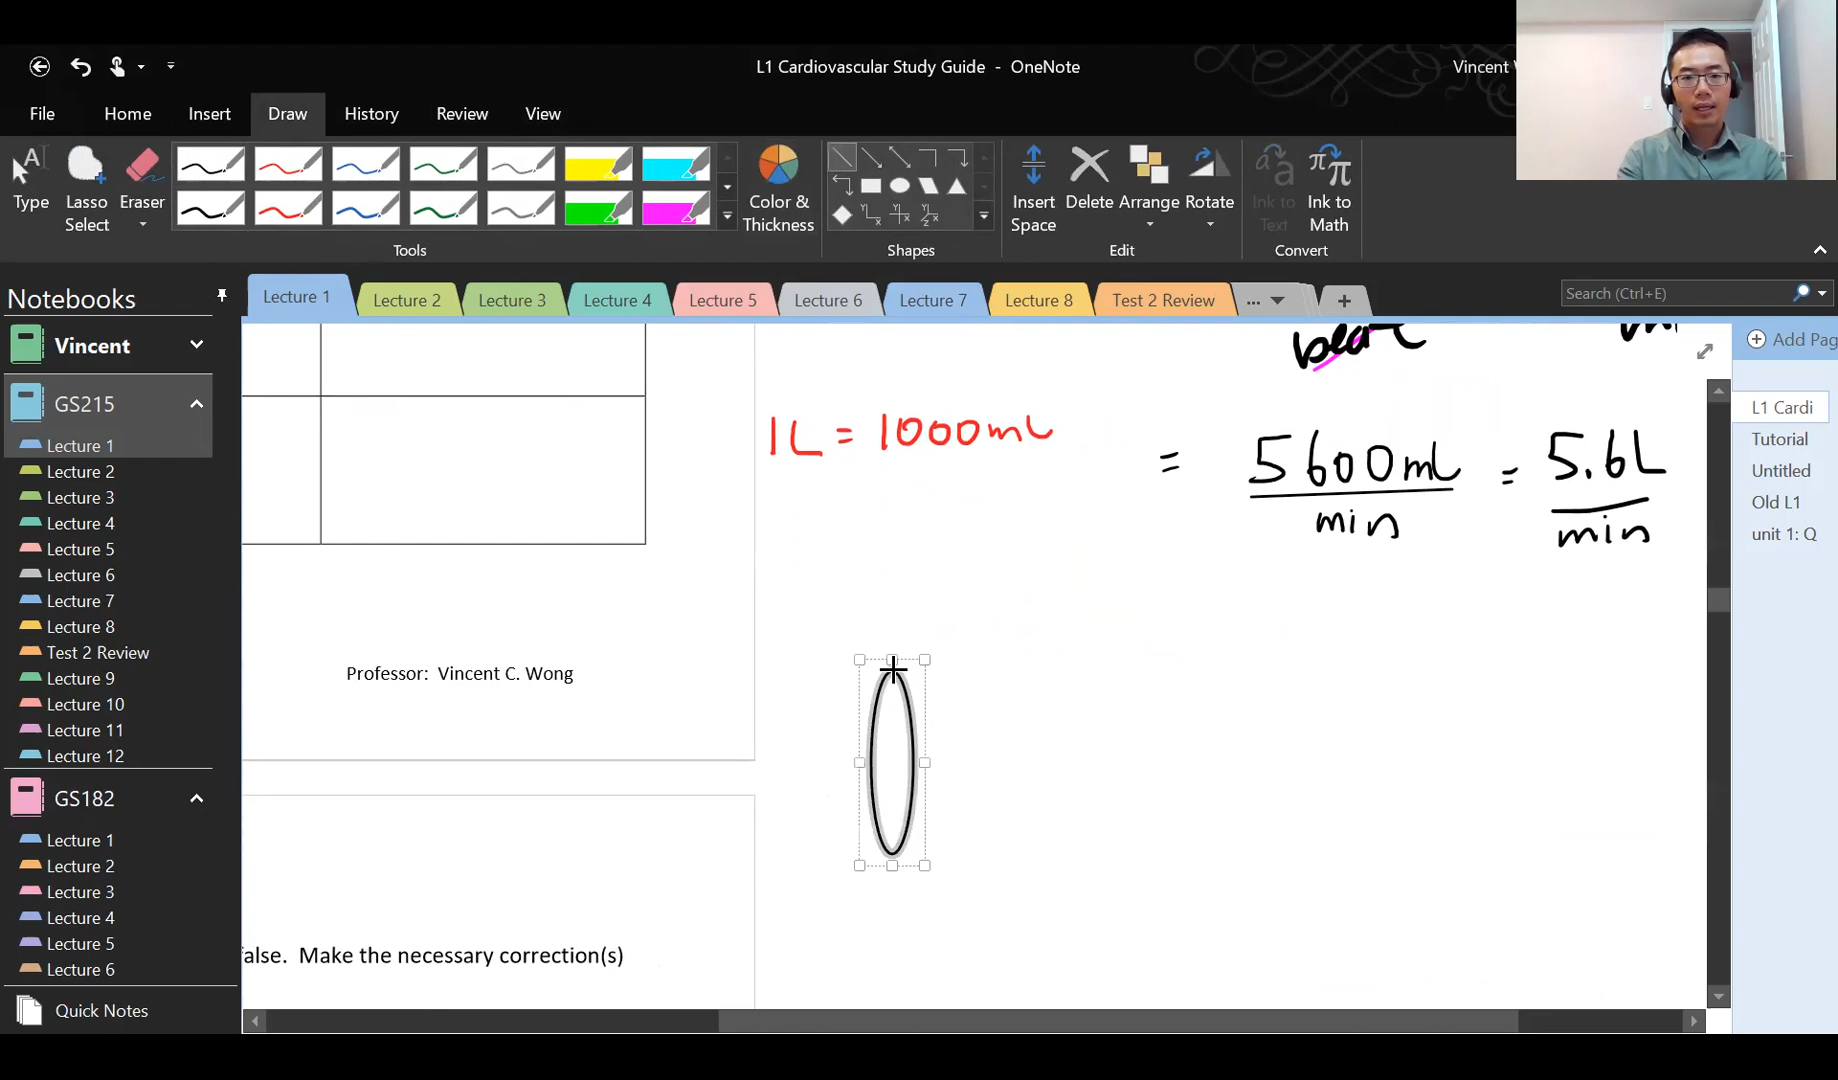 L1 Cardiovascular Study Guide - OneNote
Vincent
File
Home
Insert
Draw
History
Review
View
Type
Lasso Select
Eraser
Color & Thickness
Insert Space
Delete
Arrange
Rotate
Ink to Text
Ink to Math
Tools
Shapes
Edit
Convert
Notebooks
Lecture 1
Lecture 2
Lecture 3
Lecture 4
Lecture 5
Lecture 6
Lecture 7
Lecture 8
Test 2 Review
...
Search (Ctrl+E)
Vincent
GS215
Lecture 1
Lecture 2
Lecture 3
Lecture 4
Lecture 5
Lecture 6
Lecture 7
Lecture 8
Test 2 Review
Lecture 9
Lecture 10
Lecture 11
Lecture 12
GS182
Lecture 1
Lecture 2
Lecture 3
Lecture 4
Lecture 5
Lecture 6
Quick Notes
beat
1L = 1000mL
= 5600mL = 5.6L
min min
Professor: Vincent C. Wong
alse. Make the necessary correction(s)
Add Pag
L1 Cardi
Tutorial
Untitled
Old L1
unit 1: Q